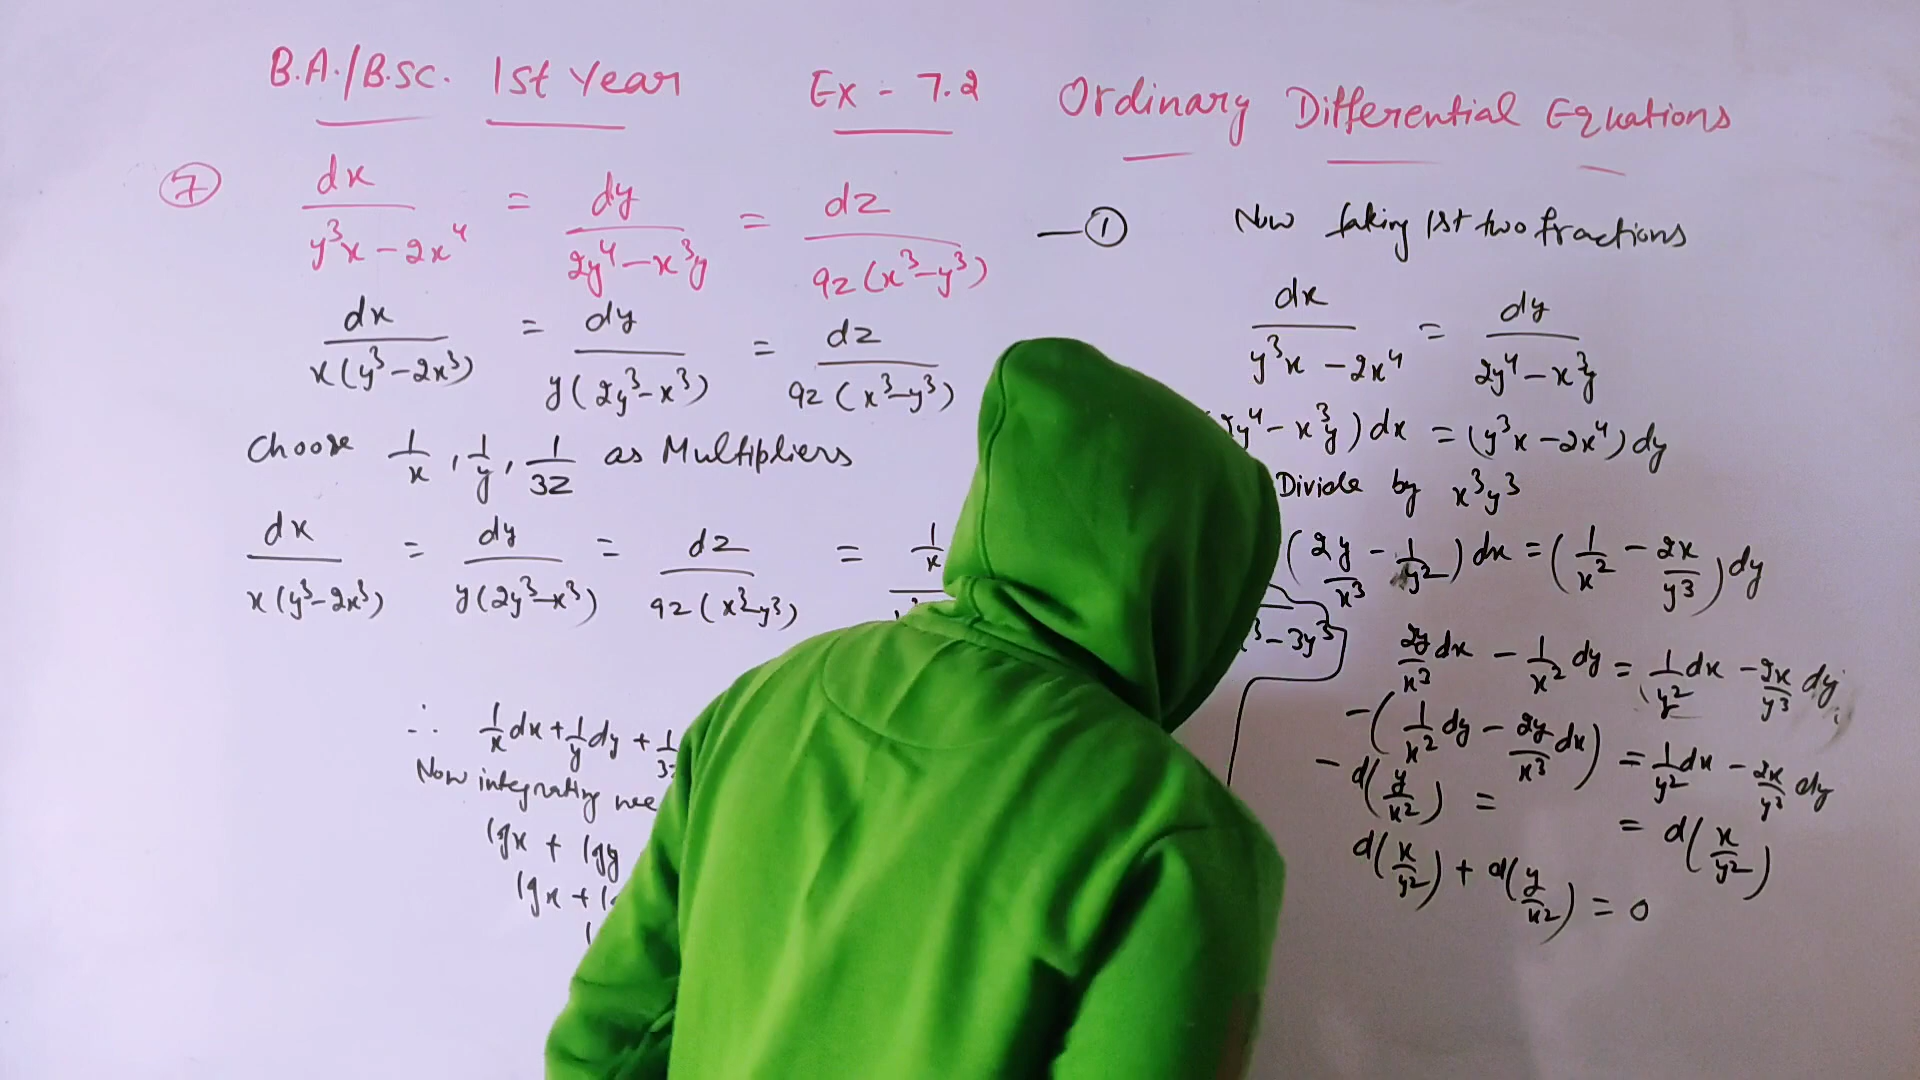 B.A./B.Sc. 1st Year Ex - 7.2 Ordinary Differential Equations
⑦ dx/(y³x - 2x⁴) = dy/(2y⁴ - x³y) = dz/(9z(x³-y³)) —①
dx/(x(y³-2x³)) = dy/(y(2y³-x³)) = dz/(9z(x³-y³))
Choose 1/x, 1/y, 1/3z as Multipliers
dx/(x(y³-2x³)) = dy/(y(2y³-x³)) = dz/(9z(x³-y³)) = 1/x
- 3y³
∴ 1/x dx + 1/y dy + 1/3z
Now integrating we
lgx + lgy
lgx +
Now taking 1st two fractions
dx/(y³x - 2x⁴) = dy/(2y⁴ - x³y)
y⁴ - x³y) dx = (y³x - 2x⁴) dy
Divide by x³y³
(2y/x³ - 1/y²) dx = (1/x² - 2x/y³) dy
2y/x³ dx - 1/x² dy = 1/y² dx - 2x/y³ dy
-(1/x² dy - 2y/x³ dx) = 1/y² dx - 2x/y³ dy
- d(y/x²) = = d(x/y²)
d(x/y²) + d(y/x²) = 0